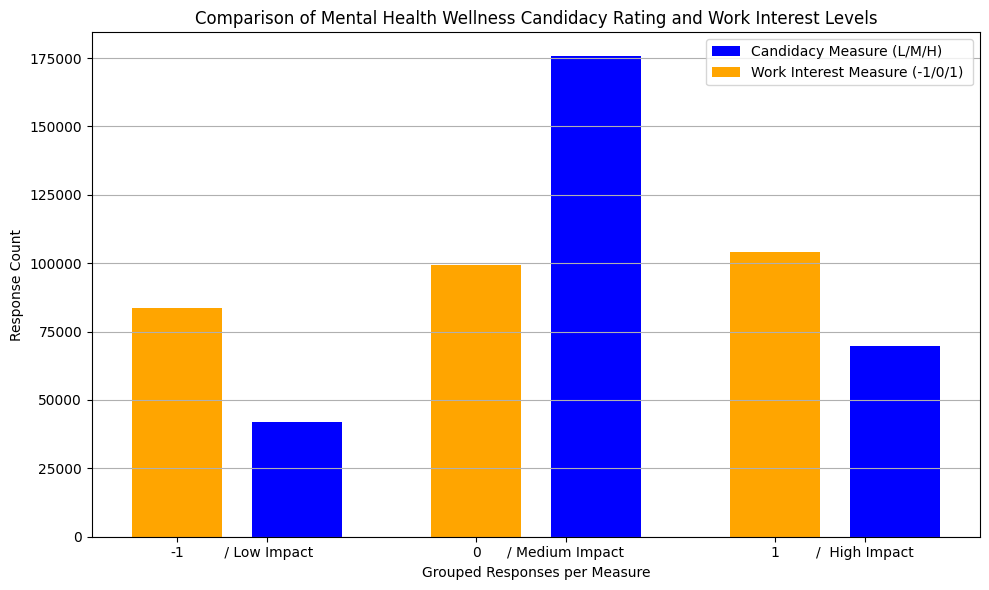 Comparison of Mental Health Wellness Candidacy Rating and Work Interest Levels
Candidacy Measure (L/M/H)
Work Interest Measure (-1/0/1)
Response Count
175000
150000
125000
100000
75000
50000
25000
0
-1 / Low Impact 0 / Medium Impact 1 / High Impact
Grouped Responses per Measure